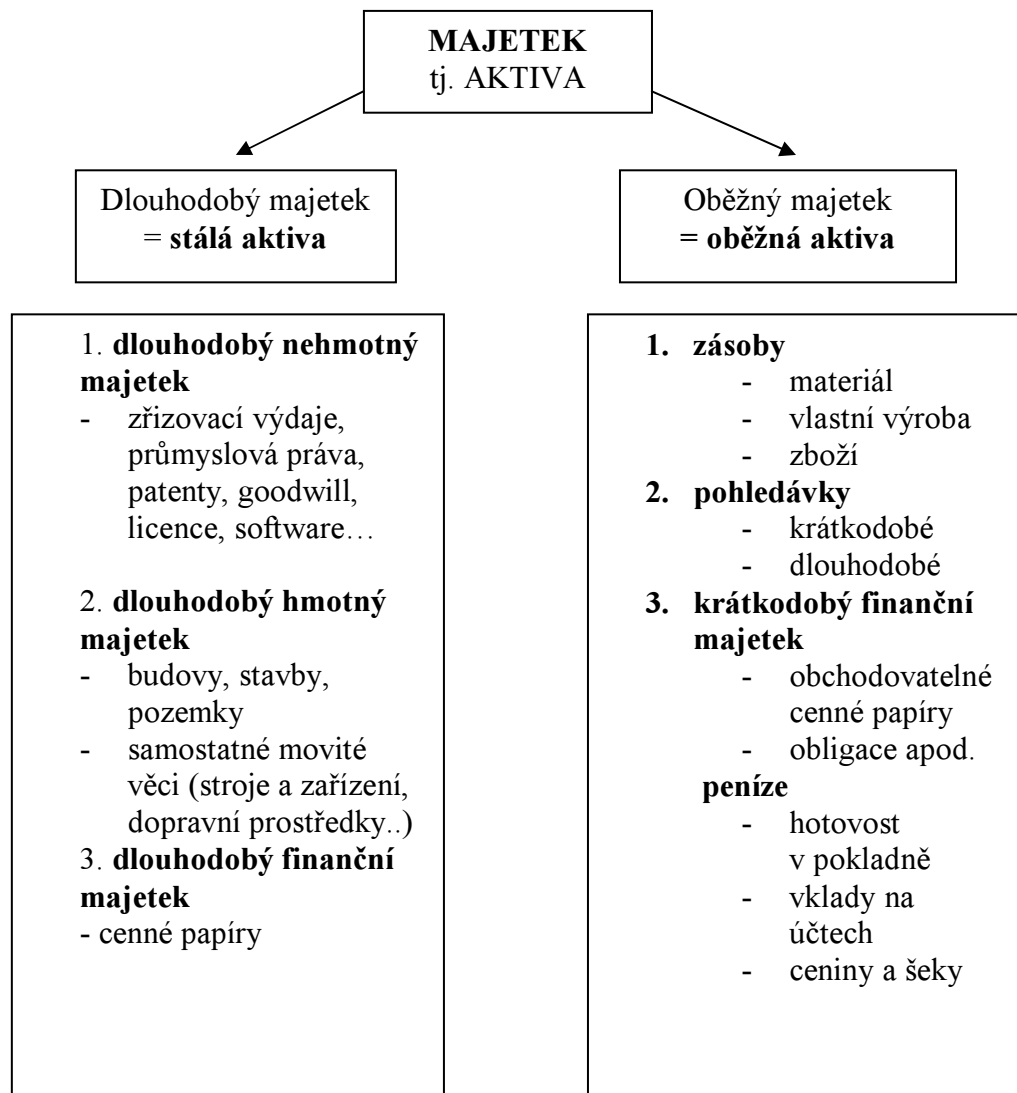 MAJETEK
tj. AKTIVA
Dlouhodobý majetek
= stálá aktiva
Oběžný majetek
= oběžná aktiva
1. dlouhodobý nehmotný
majetek
- zřizovací výdaje,
průmyslová práva,
patenty, goodwill,
licence, software…
2. dlouhodobý hmotný
majetek
- budovy, stavby,
pozemky
- samostatné movité
věci (stroje a zařízení,
dopravní prostředky..)
3. dlouhodobý finanční
majetek
- cenné papíry
1. zásoby
- materiál
- vlastní výroba
- zboží
2. pohledávky
- krátkodobé
- dlouhodobé
3. krátkodobý finanční
majetek
- obchodovatelné
cenné papíry
- obligace apod.
peníze
- hotovost
v pokladně
- vklady na
účtech
- ceniny a šeky